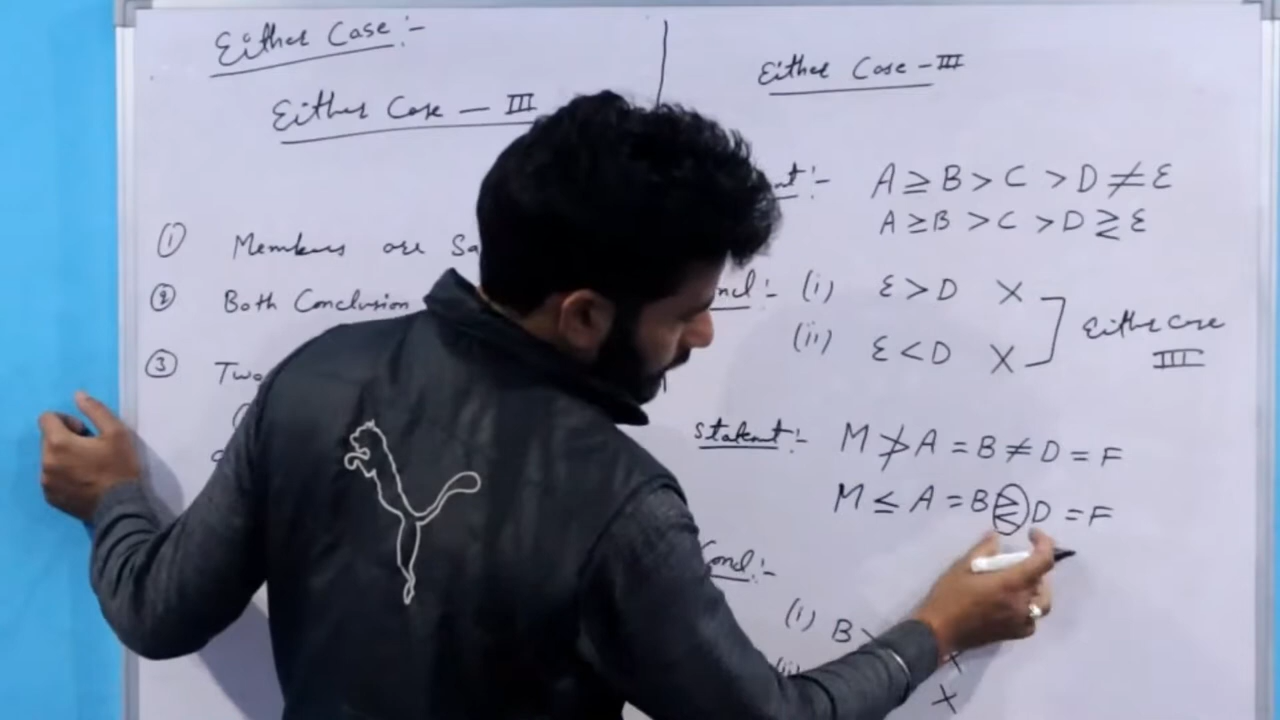 Either Case :-
Either Case - III
① Members are Sa
② Both Conclusion
③ Two
Either Case - III
nt :- A ≥ B > C > D ≠ E
A ≥ B > C > D ≷ E
ncl :- (i) E > D ×
(ii) E < D ×
Either Case
III
Statement :- M ≯ A = B ≠ D = F
M ≤ A = B ⋛ D = F
Concl :-
(i) B
×
(ii)
×